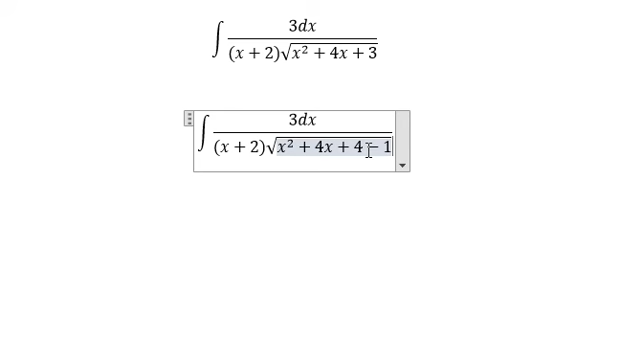 ∫ 3dx / (x + 2)√x² + 4x + 3
∫ 3dx / (x + 2)√x² + 4x + 4 − 1